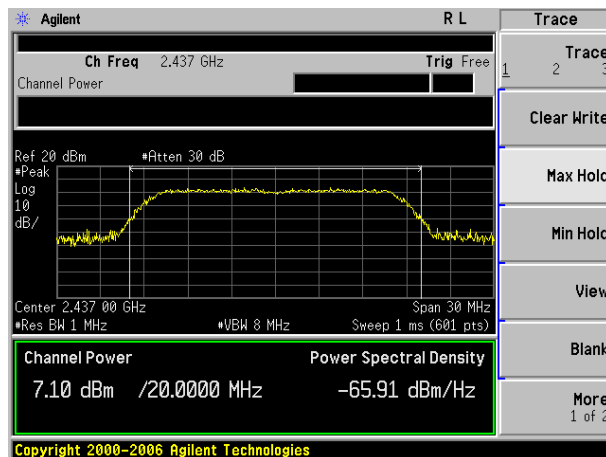 Agilent R L Trace
Ch Freq 2.437 GHz Trig Free
Channel Power
Trace
1 2 3
Clear Write
Max Hold
Min Hold
View
Blank
More
1 of 2
Ref 20 dBm #Atten 30 dB
#Peak
Log
10
dB/
Center 2.437 00 GHz Span 30 MHz
#Res BW 1 MHz #VBW 8 MHz Sweep 1 ms (601 pts)
Channel Power Power Spectral Density
7.10 dBm /20.0000 MHz -65.91 dBm/Hz
Copyright 2000-2006 Agilent Technologies